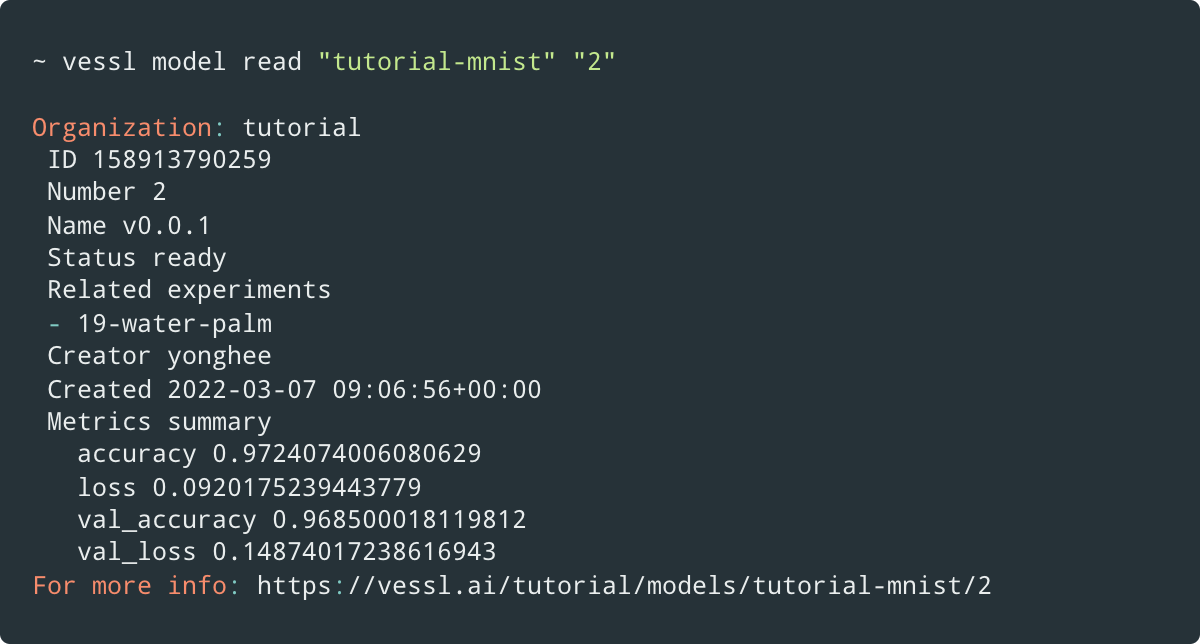 ~ vessl model read "tutorial-mnist" "2"
Organization: tutorial
ID 158913790259
Number 2
Name v0.0.1
Status ready
Related experiments
- 19-water-palm
Creator yonghee
Created 2022-03-07 09:06:56+00:00
Metrics summary
accuracy 0.9724074006080629
loss 0.0920175239443779
val_accuracy 0.968500018119812
val_loss 0.14874017238616943
For more info: https://vessl.ai/tutorial/models/tutorial-mnist/2